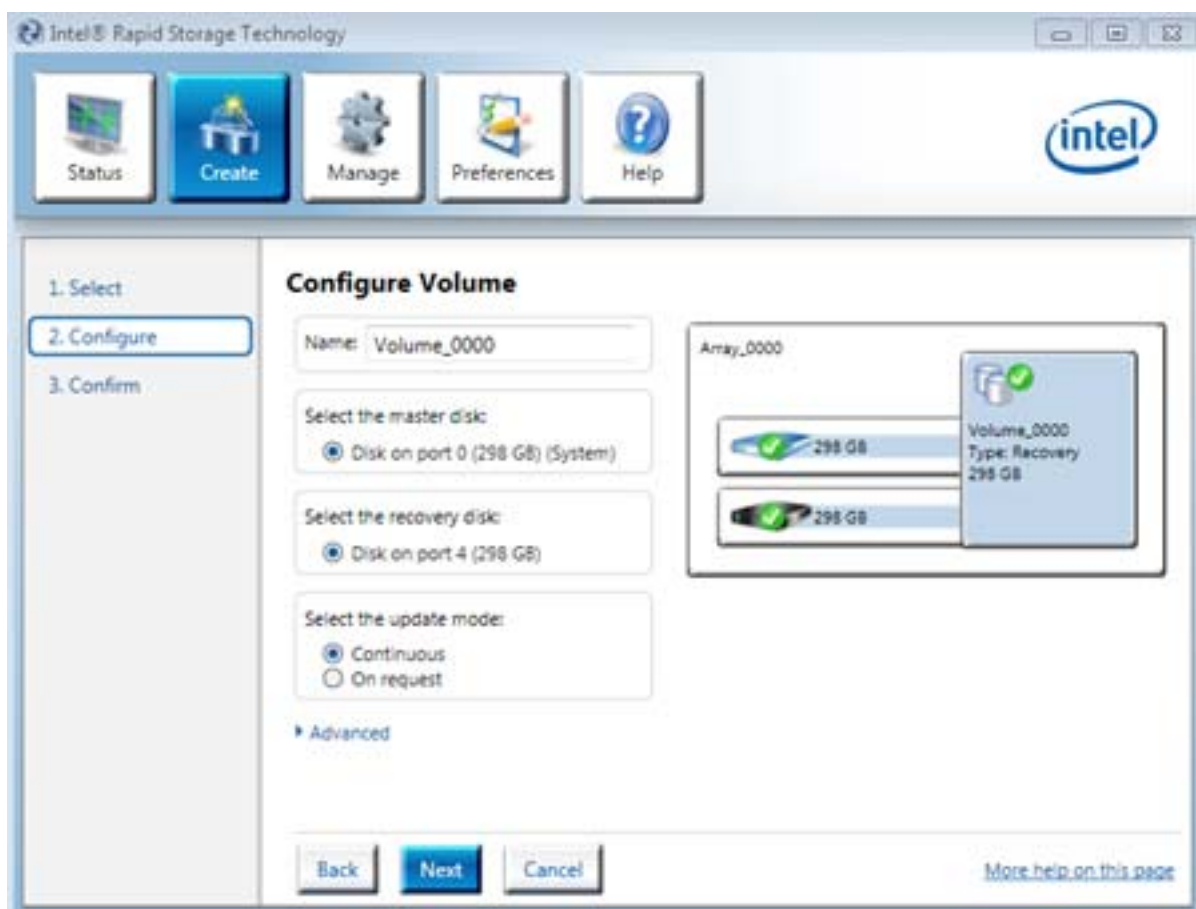 Intel® Rapid Storage Technology
Status
Create
Manage
Preferences
Help
intel
1. Select
2. Configure
3. Confirm
Configure Volume
Name: Volume_0000
Select the master disk:
Disk on port 0 (298 GB) (System)
Select the recovery disk:
Disk on port 4 (298 GB)
Select the update mode:
Continuous
On request
Advanced
Array_0000
298 GB
298 GB
Volume_0000
Type: Recovery
298 GB
Back
Next
Cancel
More help on this page